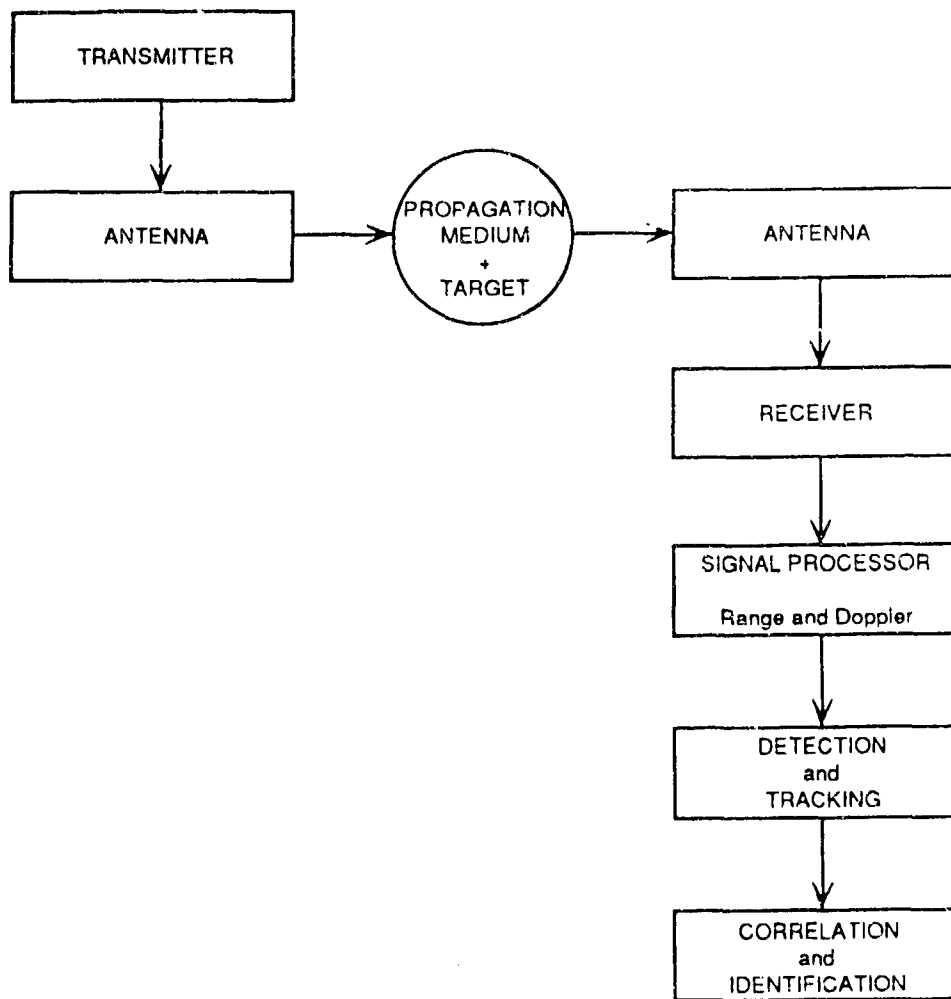 TRANSMITTER
ANTENNA
PROPAGATION
MEDIUM
+
TARGET
ANTENNA
RECEIVER
SIGNAL PROCESSOR
Range and Doppler
DETECTION
and
TRACKING
CORRELATION
and
IDENTIFICATION